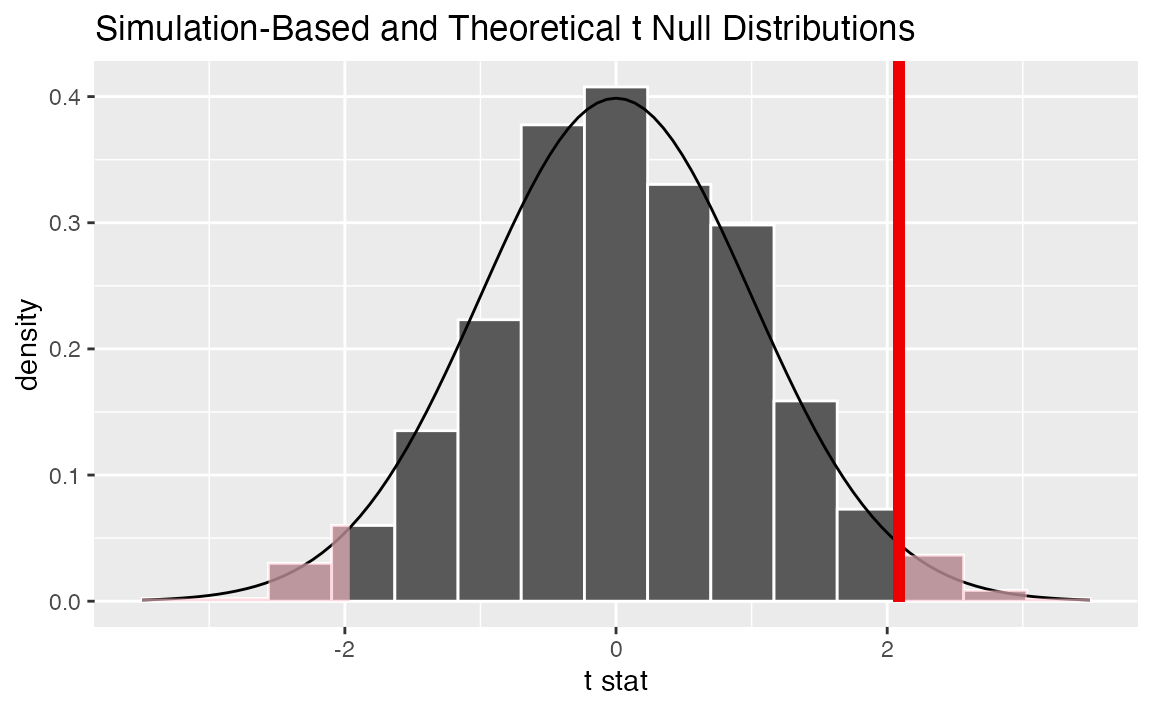 Simulation-Based and Theoretical t Null Distributions
0.4
0.3
0.2
0.1
0.0
density
-2 0 2
t stat